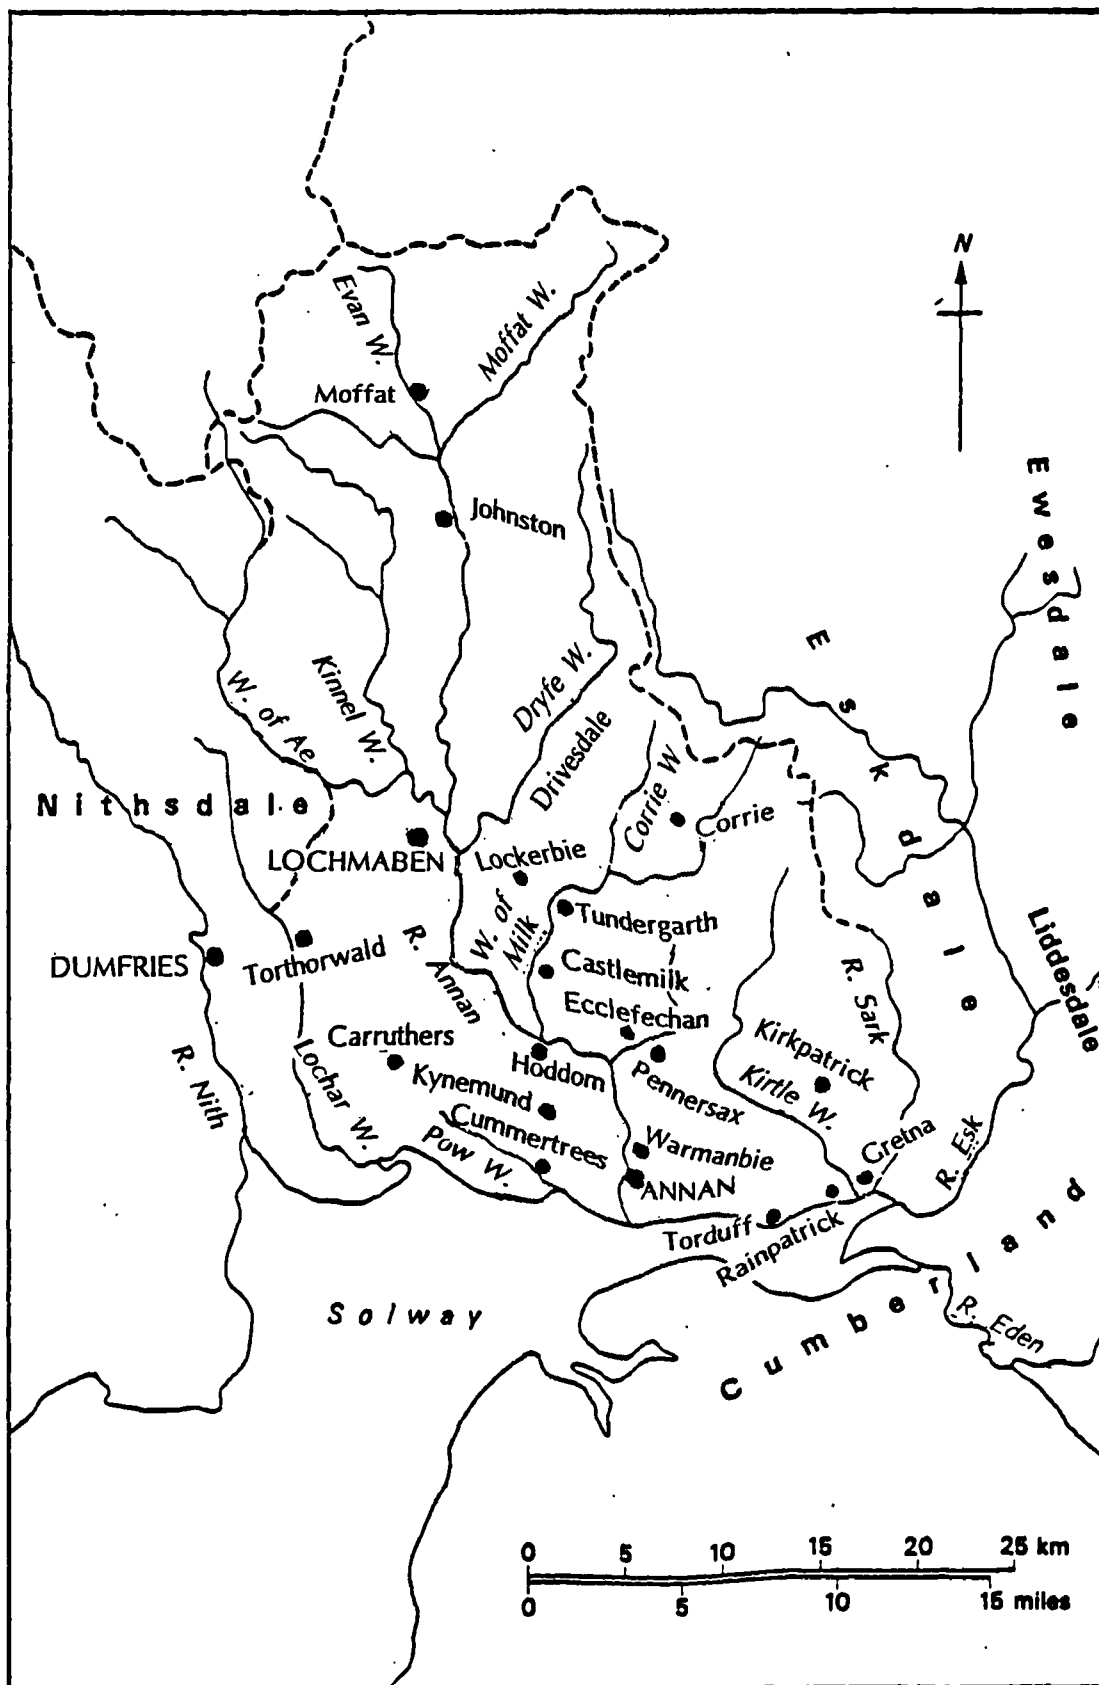 N
Evan W.
Moffat W.
Moffat
Ewesdale
Johnston
Eskdale
Kinnel W.
Dryfe W.
W. of Ae
Drivesdale
Nithsdale
Corrie W
Corrie
LOCHMABEN
Lockerbie
W. of
Milk
Tundergarth
Liddesdale
DUMFRIES
Torthorwald
R. Annan
Castlemilk
R. Sark
Ecclefechan
Carruthers
Hoddom
Kirkpatrick
R. Nith
Lochar W.
Kynemund
Pennersax
Kirtle W.
Cummertrees
Pow W.
Warmanbie
Gretna
R. Esk
ANNAN
Torduff
Rainpatrick
Cumberland
Solway
R. Eden
0 5 10 15 20 25 km
0 5 10 15 miles